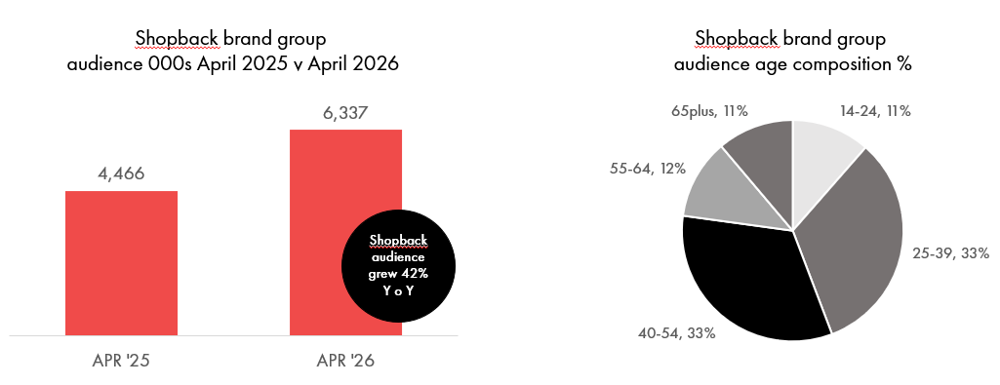 Shopback brand group
audience 000s April 2025 v April 2026
6,337
4,466
Shopback
audience
grew 42%
Y o Y
APR '25
APR '26
Shopback brand group
audience age composition %
65plus, 11%
14-24, 11%
55-64, 12%
25-39, 33%
40-54, 33%